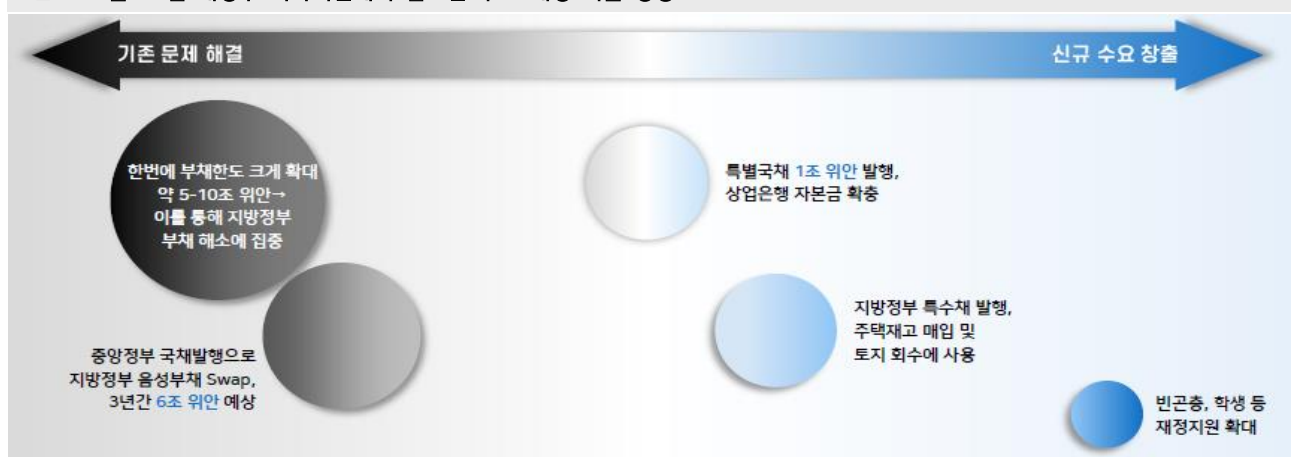 기존 문제 해결
신규 수요 창출
한번에 부채한도 크게 확대
약 5-10조 위안→
이를 통해 지방정부
부채 해소에 집중
중앙정부 국채발행으로
지방정부 음성부채 Swap,
3년간 6조 위안 예상
특별국채 1조 위안 발행,
상업은행 자본금 확충
지방정부 특수채 발행,
주택재고 매입 및
토지 회수에 사용
빈곤층, 학생 등
재정지원 확대